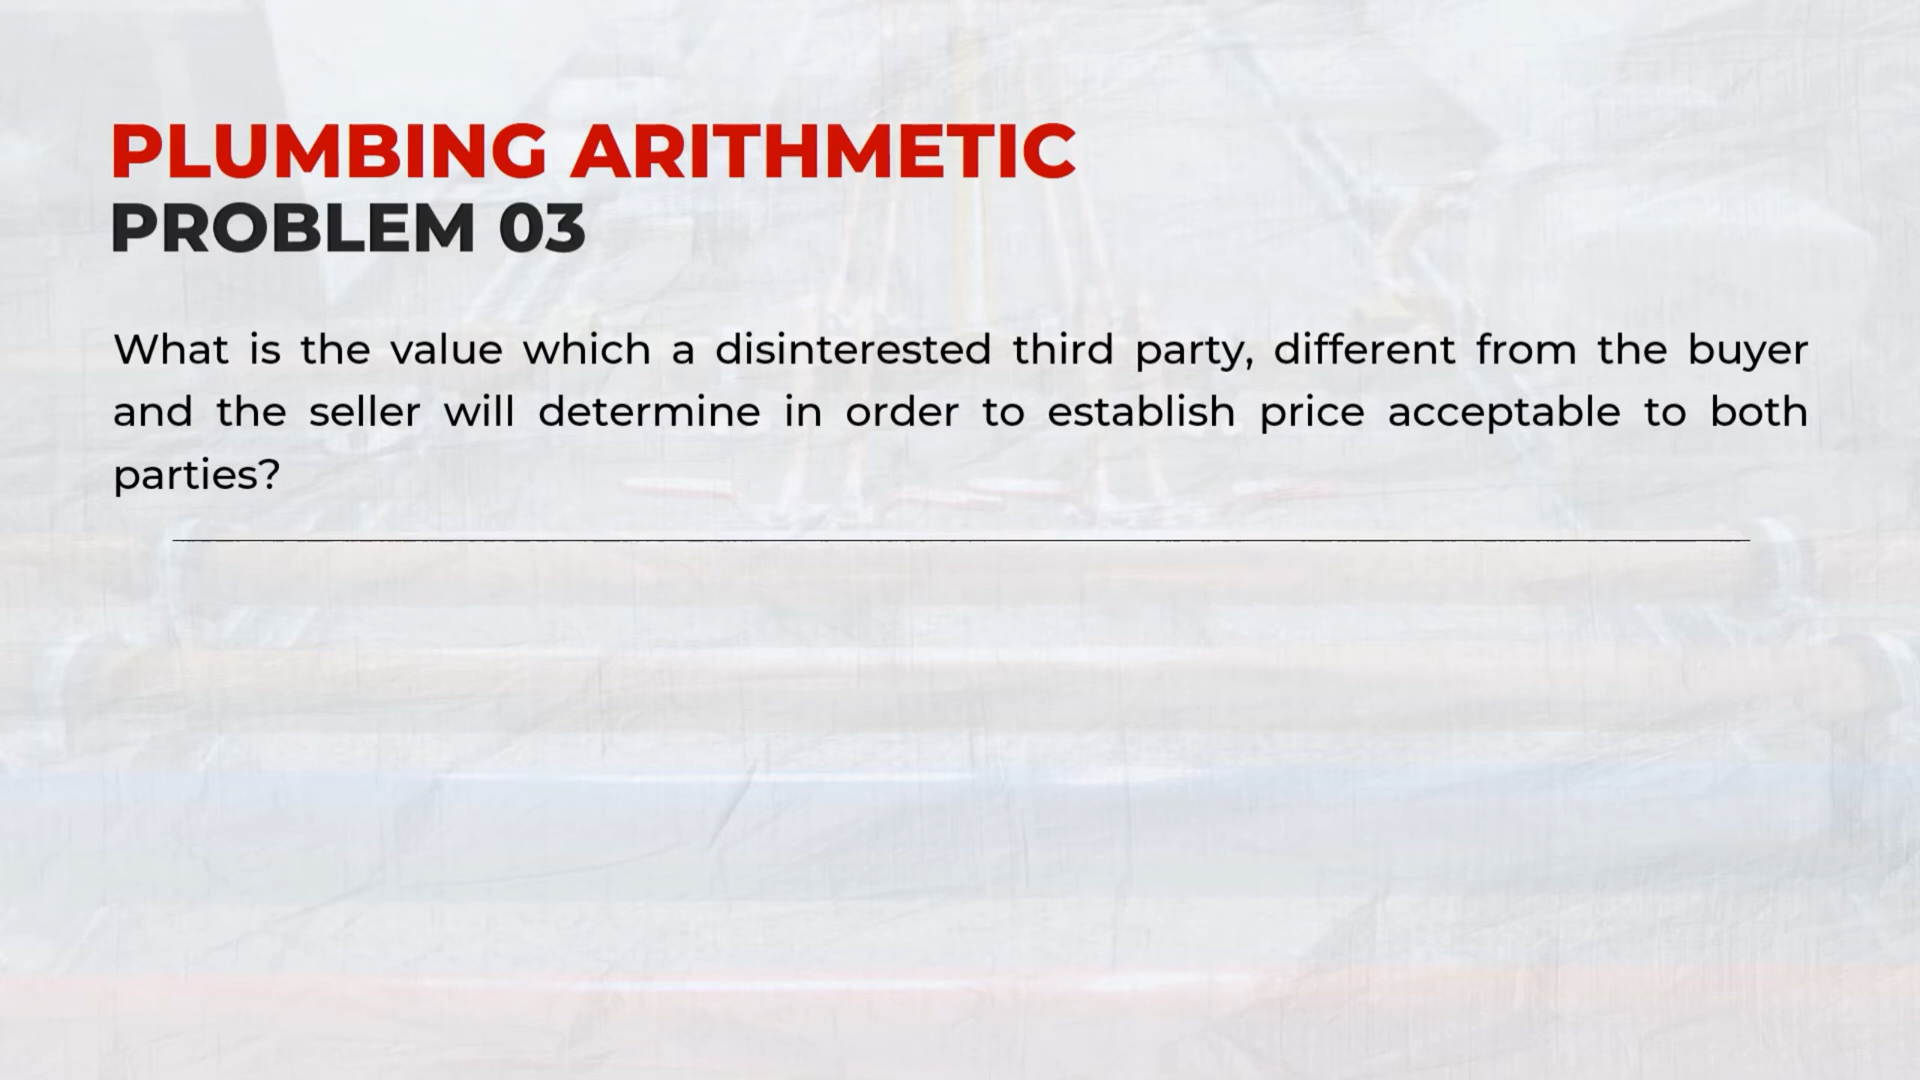 PLUMBING ARITHMETIC
PROBLEM 03
What is the value which a disinterested third party, different from the buyer
and the seller will determine in order to establish price acceptable to both
parties?